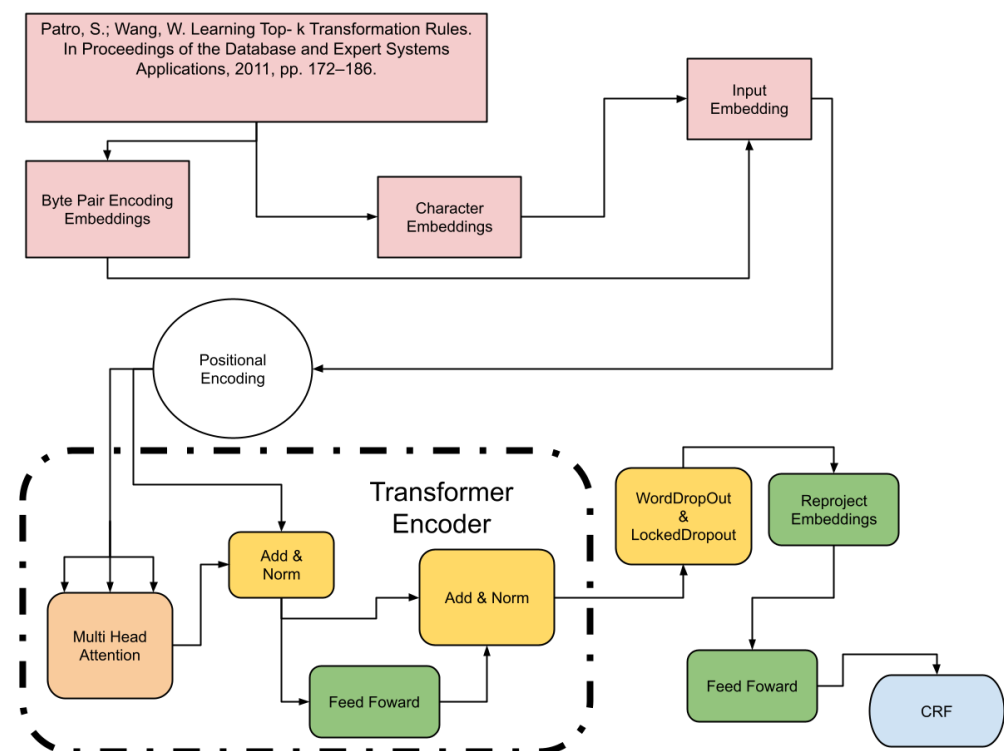 Patro, S.; Wang, W. Learning Top- k Transformation Rules.
In Proceedings of the Database and Expert Systems
Applications, 2011, pp. 172–186.
Input
Embedding
Byte Pair Encoding
Embeddings
Character
Embeddings
Positional
Encoding
Transformer
Encoder
WordDropOut
&
LockedDropout
Reproject
Embeddings
Add &
Norm
Add & Norm
Multi Head
Attention
Feed Foward
Feed Foward
CRF